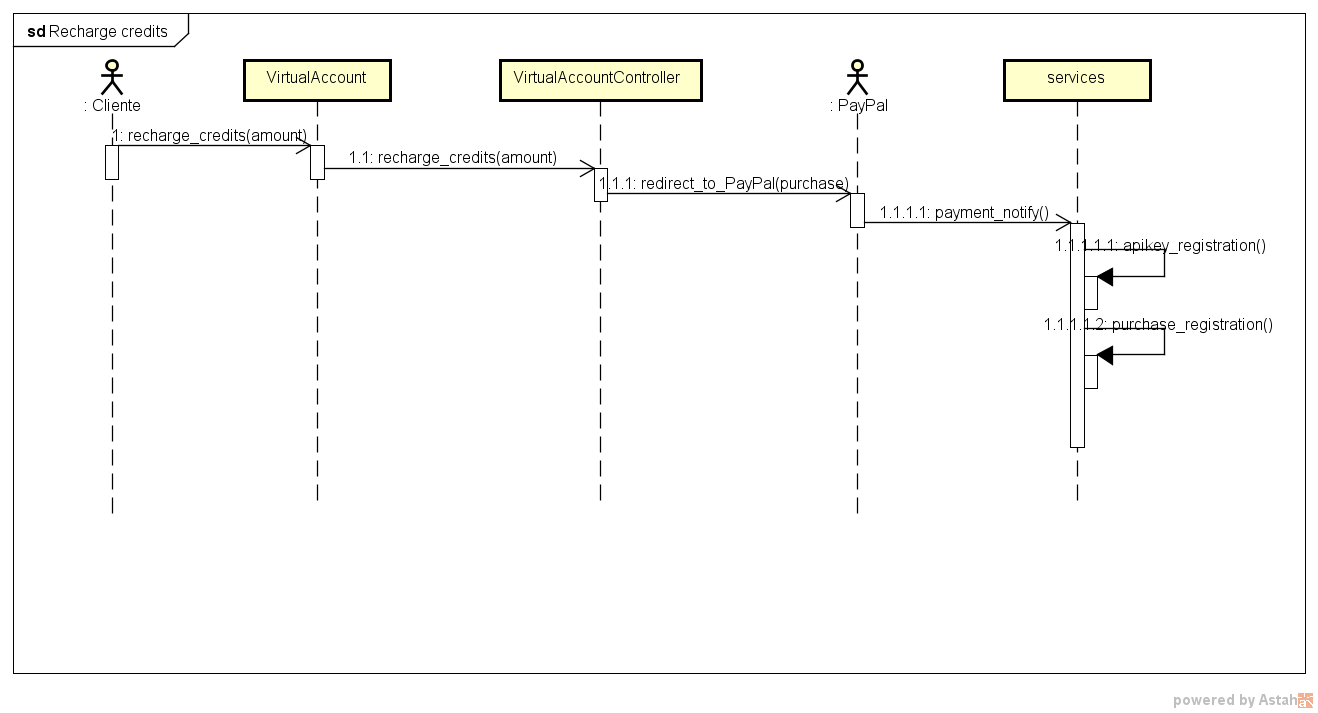 sd Recharge credits
: Cliente
VirtualAccount
VirtualAccountController
: PayPal
services
1: recharge_credits(amount)
1.1: recharge_credits(amount)
1.1.1: redirect_to_PayPal(purchase)
1.1.1.1: payment_notify()
1.1.1.1.1: apikey_registration()
1.1.1.1.2: purchase_registration()
powered by Astah